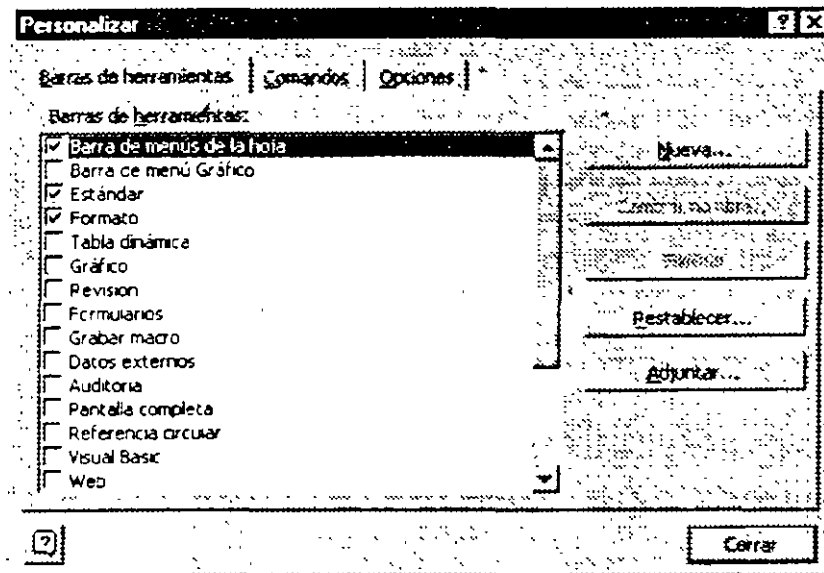 Personalizar
Barras de herramientas Comandos Opciones
Barras de herramientas:
Barra de menús de la hoja
Barra de menú Gráfico
Estándar
Formato
Tabla dinámica
Gráfico
Revision
Formularios
Grabar macro
Datos externos
Auditoria
Pantalla completa
Referencia circular
Visual Basic
Web
Nueva...
Restablecer...
Adjuntar...
Cerrar